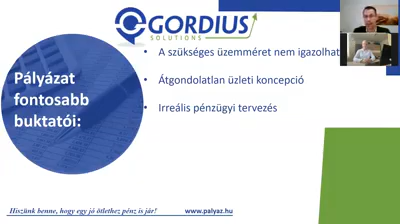 GORDIUS
SOLUTIONS
Pályázat
fontosabb
buktatói:
• A szükséges üzemméret nem igazolhat
• Átgondolatlan üzleti koncepció
• Irreális pénzügyi tervezés
Hiszünk benne, hogy egy jó ötlethez pénz is jár!
www.palyaz.hu